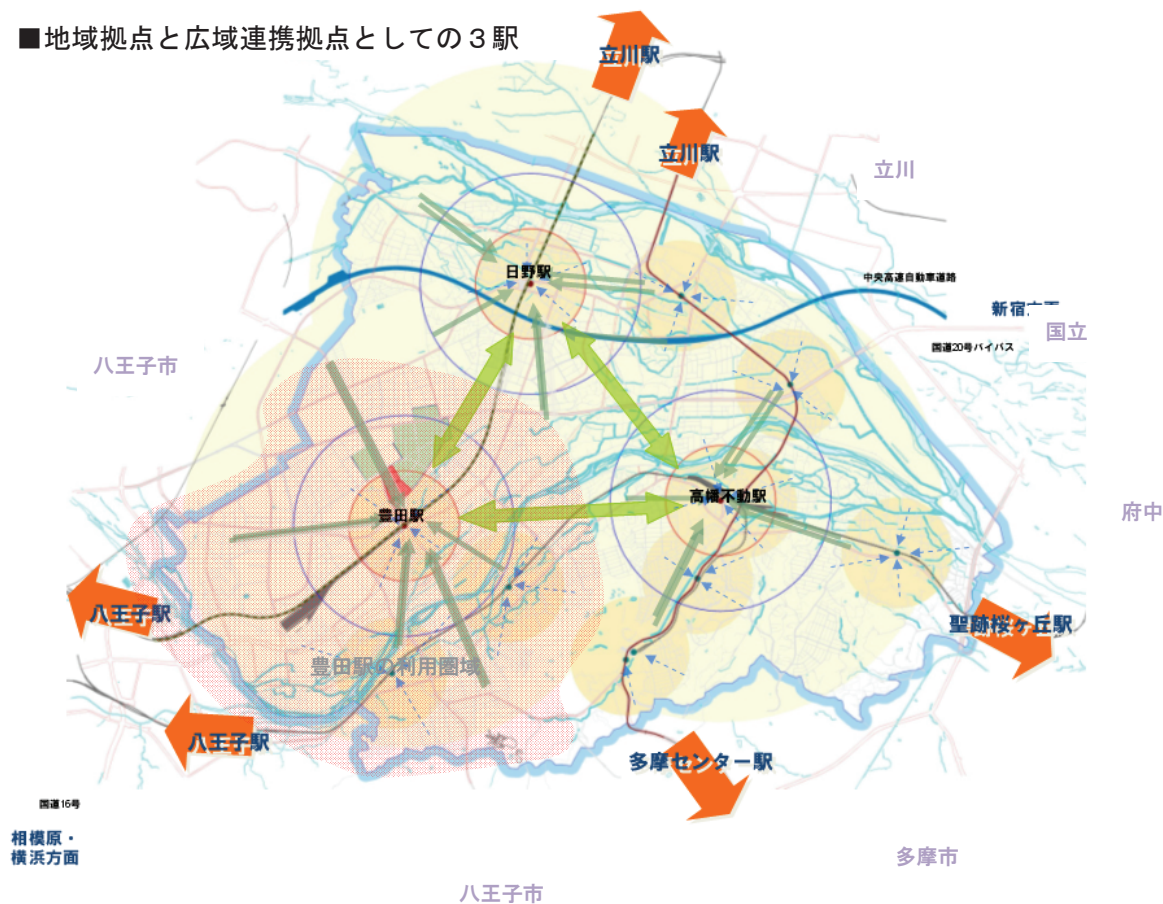 ■地域拠点と広域連携拠点としての３駅
立川駅
立川駅
立川
日野駅
中央高速自動車道路
新宿方面
国立
国道20号バイパス
八王子市
高幡不動駅
豊田駅
府中
八王子駅
聖跡桜ヶ丘駅
豊田駅の利用圏域
八王子駅
多摩センター駅
国道16号
相模原・
横浜方面
多摩市
八王子市